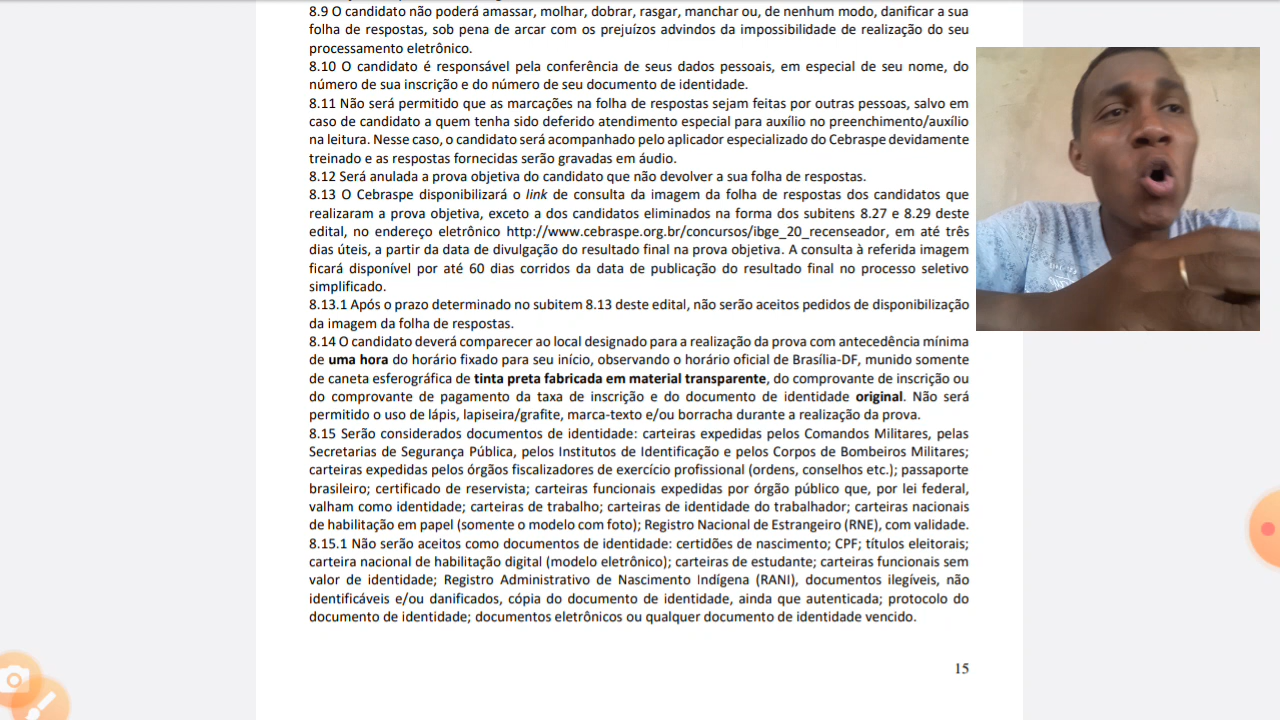 8.9 O candidato não poderá amassar, molhar, dobrar, rasgar, manchar ou, de nenhum modo, danificar a sua
folha de respostas, sob pena de arcar com os prejuízos advindos da impossibilidade de realização do seu
processamento eletrônico.
8.10 O candidato é responsável pela conferência de seus dados pessoais, em especial de seu nome, do
número de sua inscrição e do número de seu documento de identidade.
8.11 Não será permitido que as marcações na folha de respostas sejam feitas por outras pessoas, salvo em
caso de candidato a quem tenha sido deferido atendimento especial para auxílio no preenchimento/auxílio
na leitura. Nesse caso, o candidato será acompanhado pelo aplicador especializado do Cebraspe devidamente
treinado e as respostas fornecidas serão gravadas em áudio.
8.12 Será anulada a prova objetiva do candidato que não devolver a sua folha de respostas.
8.13 O Cebraspe disponibilizará o link de consulta da imagem da folha de respostas dos candidatos que
realizaram a prova objetiva, exceto a dos candidatos eliminados na forma dos subitens 8.27 e 8.29 deste
edital, no endereço eletrônico http://www.cebraspe.org.br/concursos/ibge_20_recenseador, em até três
dias úteis, a partir da data de divulgação do resultado final na prova objetiva. A consulta à referida imagem
ficará disponível por até 60 dias corridos da data de publicação do resultado final no processo seletivo
simplificado.
8.13.1 Após o prazo determinado no subitem 8.13 deste edital, não serão aceitos pedidos de disponibilização
da imagem da folha de respostas.
8.14 O candidato deverá comparecer ao local designado para a realização da prova com antecedência mínima
de uma hora do horário fixado para seu início, observando o horário oficial de Brasília-DF, munido somente
de caneta esferográfica de tinta preta fabricada em material transparente, do comprovante de inscrição ou
do comprovante de pagamento da taxa de inscrição e do documento de identidade original. Não será
permitido o uso de lápis, lapiseira/grafite, marca-texto e/ou borracha durante a realização da prova.
8.15 Serão considerados documentos de identidade: carteiras expedidas pelos Comandos Militares, pelas
Secretarias de Segurança Pública, pelos Institutos de Identificação e pelos Corpos de Bombeiros Militares;
carteiras expedidas pelos órgãos fiscalizadores de exercício profissional (ordens, conselhos etc.); passaporte
brasileiro; certificado de reservista; carteiras funcionais expedidas por órgão público que, por lei federal,
valham como identidade; carteiras de trabalho; carteiras de identidade do trabalhador; carteiras nacionais
de habilitação em papel (somente o modelo com foto); Registro Nacional de Estrangeiro (RNE), com validade.
8.15.1 Não serão aceitos como documentos de identidade: certidões de nascimento; CPF; títulos eleitorais;
carteira nacional de habilitação digital (modelo eletrônico); carteiras de estudante; carteiras funcionais sem
valor de identidade; Registro Administrativo de Nascimento Indígena (RANI), documentos ilegíveis, não
identificáveis e/ou danificados, cópia do documento de identidade, ainda que autenticada; protocolo do
documento de identidade; documentos eletrônicos ou qualquer documento de identidade vencido.
15